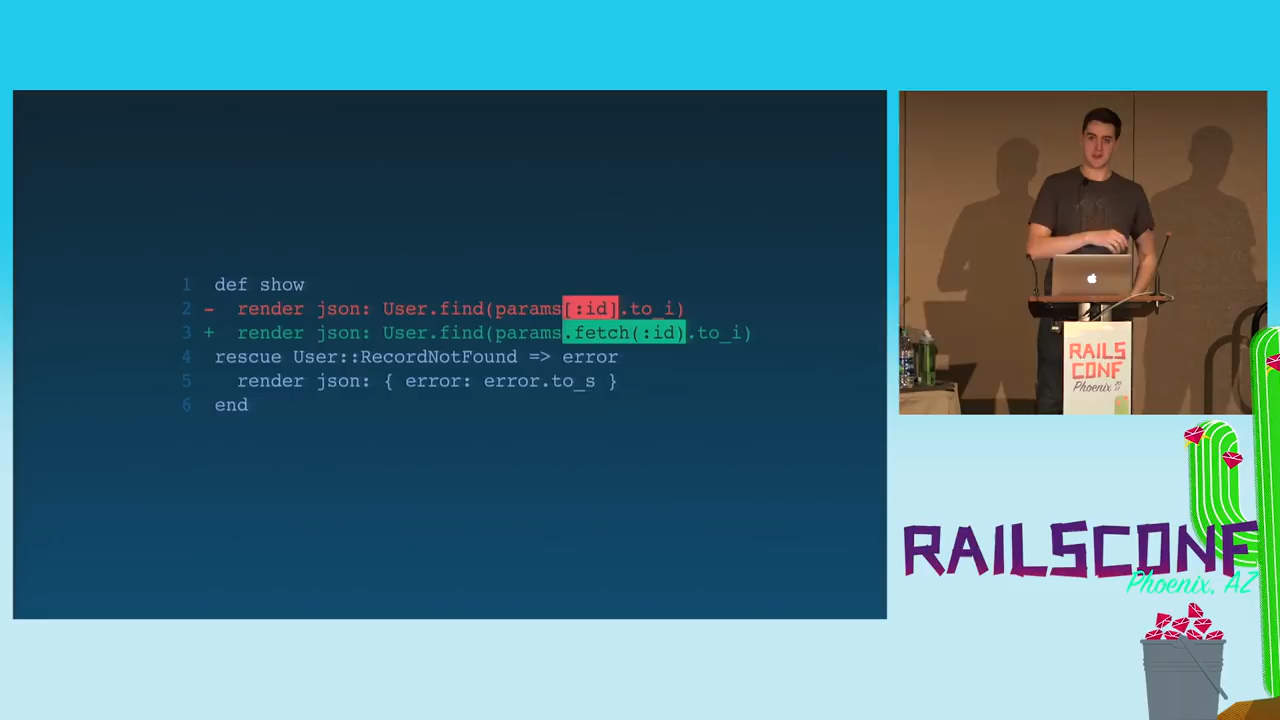 1 def show
2 -   render json: User.find(params[:id].to_i)
3 +   render json: User.find(params.fetch(:id).to_i)
4 rescue User::RecordNotFound => error
5   render json: { error: error.to_s }
6 end
RAILS
CONF
Phoenix 2017
RAILSCONF
Phoenix, AZ